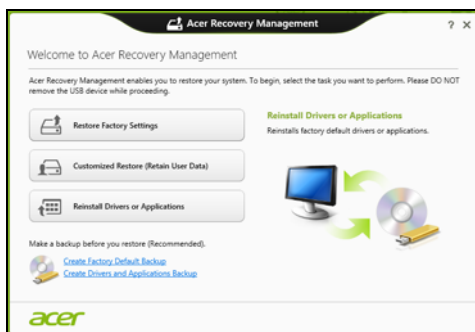 Acer Recovery Management
Welcome to Acer Recovery Management
Acer Recovery Management enables you to restore your system. To begin, select the task you want to perform. Please DO NOT
remove the USB device while proceeding.
Restore Factory Settings
Customized Restore (Retain User Data)
Reinstall Drivers or Applications
Reinstall Drivers or Applications
Reinstalls factory default drivers or applications.
Make a backup before you restore (Recommended).
Create Factory Default Backup
Create Drivers and Applications Backup
acer